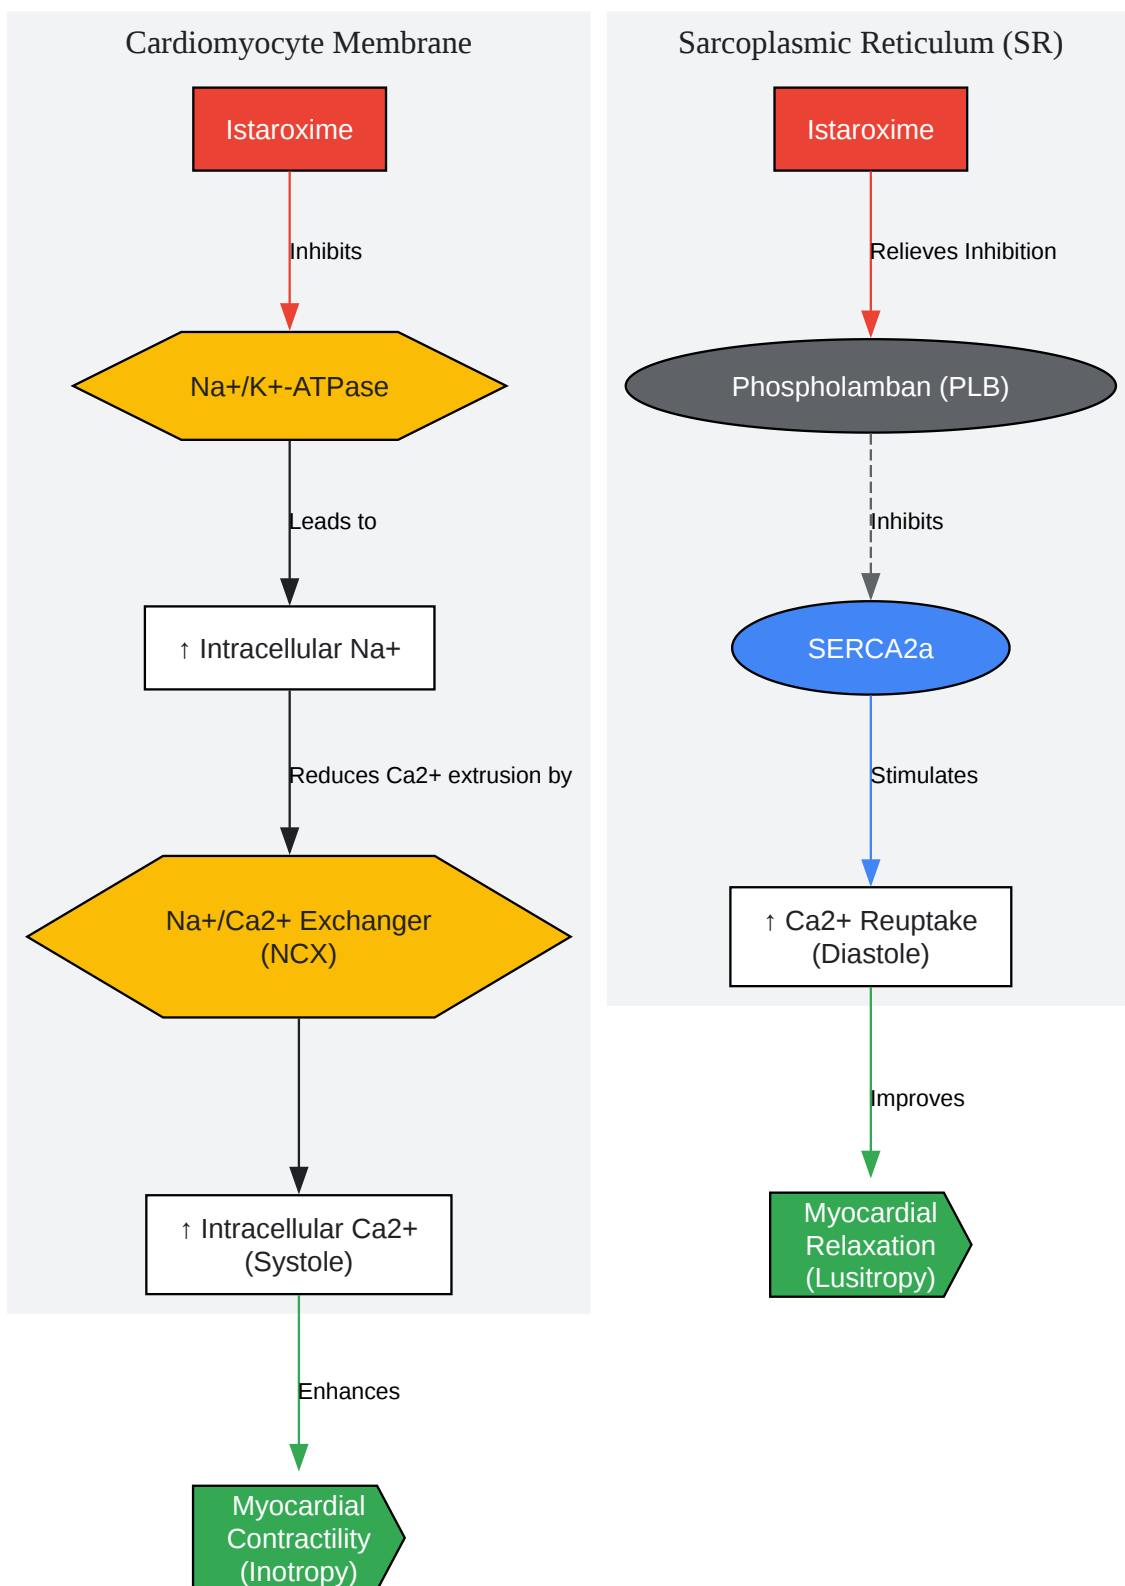 Cardiomyocyte Membrane
Istaroxime
Inhibits
Na+/K+-ATPase
Leads to
↑ Intracellular Na+
Reduces Ca2+ extrusion by
Na+/Ca2+ Exchanger
(NCX)
↑ Intracellular Ca2+
(Systole)
Enhances
Myocardial
Contractility
(Inotropy)
Sarcoplasmic Reticulum (SR)
Istaroxime
Relieves Inhibition
Phospholamban (PLB)
Inhibits
SERCA2a
Stimulates
↑ Ca2+ Reuptake
(Diastole)
Improves
Myocardial
Relaxation
(Lusitropy)